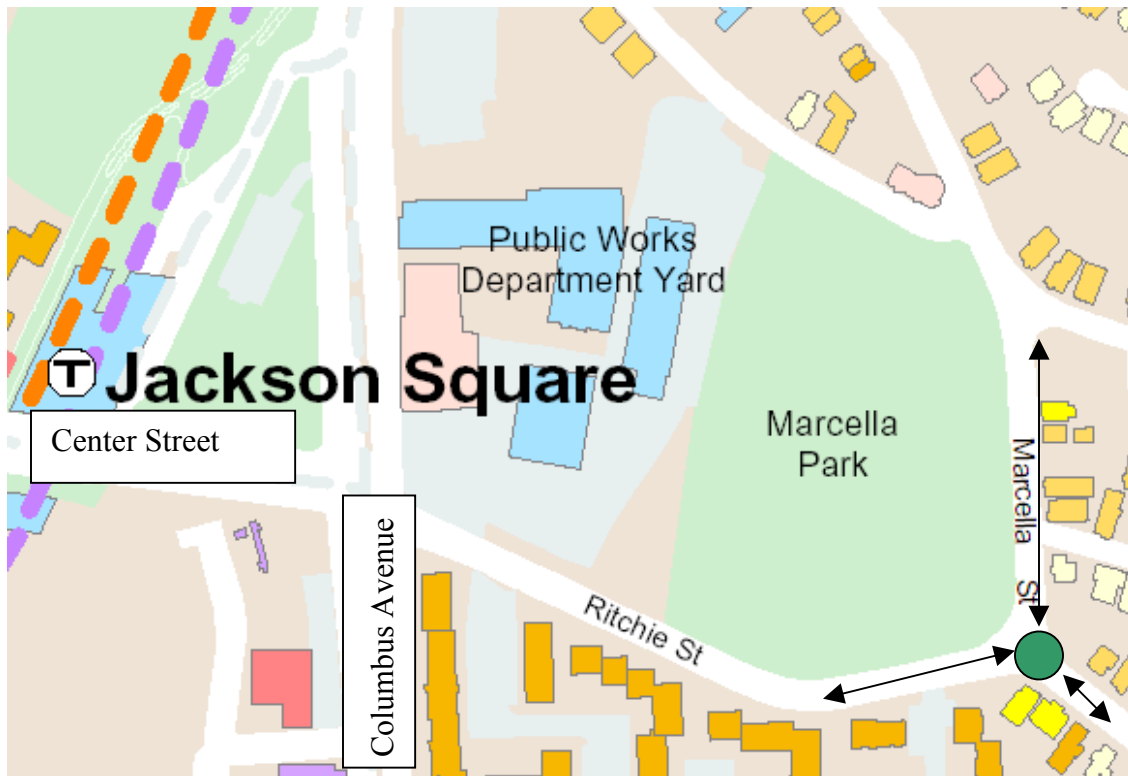 Public Works
Department Yard
T
Jackson Square
Center Street
Marcella
Park
Marcella St
Columbus Avenue
Ritchie St